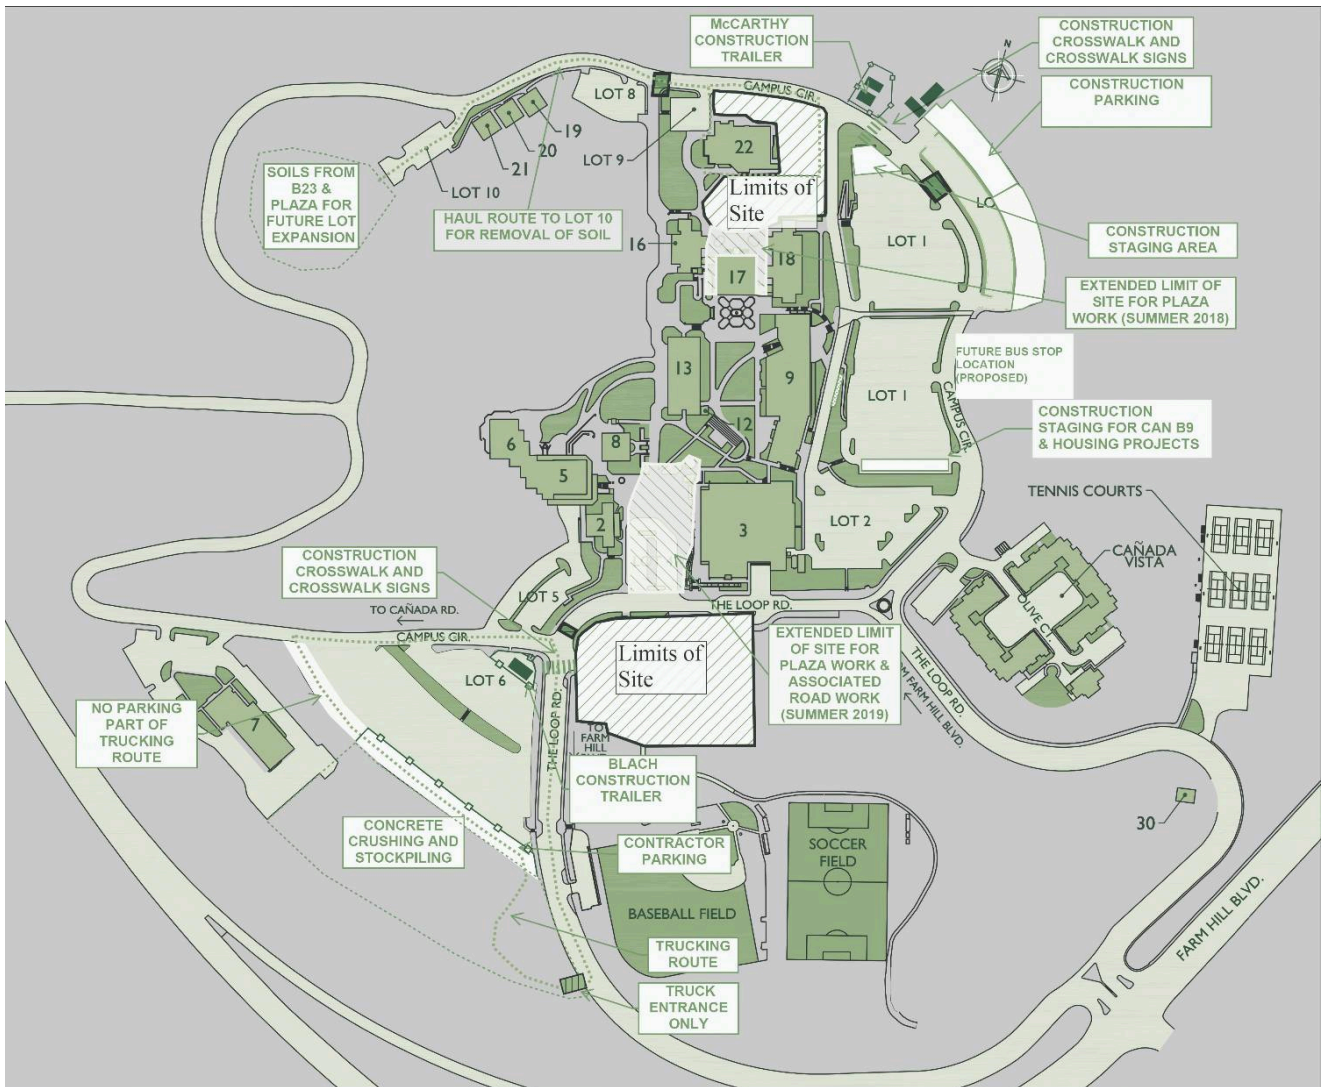 McCARTHY
CONSTRUCTION
TRAILER
CONSTRUCTION
CROSSWALK AND
CROSSWALK SIGNS
N
CONSTRUCTION
PARKING
CAMPUS CIR.
LOT 8
19
20
21
LOT 9
22
LOT 10
SOILS FROM
B23 &
PLAZA FOR
FUTURE LOT
EXPANSION
HAUL ROUTE TO LOT 10
FOR REMOVAL OF SOIL
Limits of
Site
16
18
17
LOT 1
CONSTRUCTION
STAGING AREA
EXTENDED LIMIT OF
SITE FOR PLAZA
WORK (SUMMER 2018)
FUTURE BUS STOP
LOCATION
(PROPOSED)
13
9
LOT 1
CAMPUS CIR.
12
CONSTRUCTION
STAGING FOR CAN B9
& HOUSING PROJECTS
6
8
5
2
3
LOT 2
TENNIS COURTS
CAÑADA
VISTA
OLIVE CT.
CONSTRUCTION
CROSSWALK AND
CROSSWALK SIGNS
LOT 5
TO CAÑADA RD.
CAMPUS CIR.
THE LOOP RD.
EXTENDED LIMIT
OF SITE FOR
PLAZA WORK &
ASSOCIATED
ROAD WORK
(SUMMER 2019)
Limits of
Site
LOT 6
THE LOOP RD.
FARM HILL BLVD.
THE LOOP RD.
TO
FARM
HILL
NO PARKING
PART OF
TRUCKING
ROUTE
7
BLACH
CONSTRUCTION
TRAILER
CONCRETE
CRUSHING AND
STOCKPILING
CONTRACTOR
PARKING
SOCCER
FIELD
30
BASEBALL FIELD
TRUCKING
ROUTE
TRUCK
ENTRANCE
ONLY
FARM HILL BLVD.